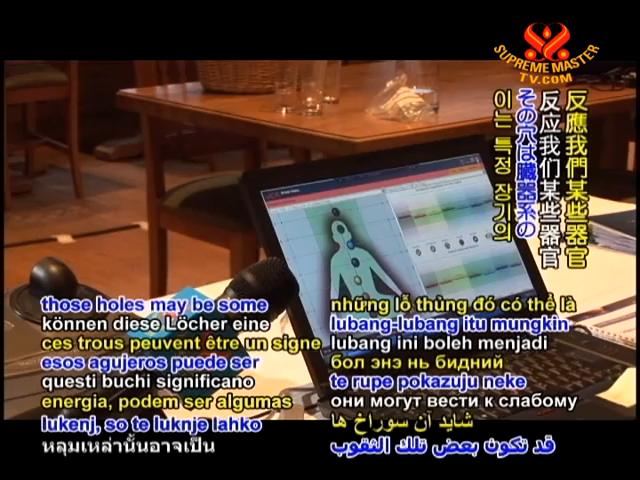 SUPREME MASTER
TV.COM
反應我們某些器官
反应我们某些器官
その穴は臓器系の
이는 특정 장기의
those holes may be some
können diese Löcher eine
ces trous peuvent être un signe
esos agujeros puede ser
questi buchi significano
energia, podem ser algumas
lukenj, so te luknje lahko
หลุมเหล่านั้นอาจเป็น
những lỗ thủng đó có thể là
lubang-lubang itu mungkin
lubang ini boleh menjadi
бол энэ нь бидний
te rupe pokazuju neke
они могут вести к слабому
شاید آن سوراخ ها
قد تكون بعض تلك الثقوب